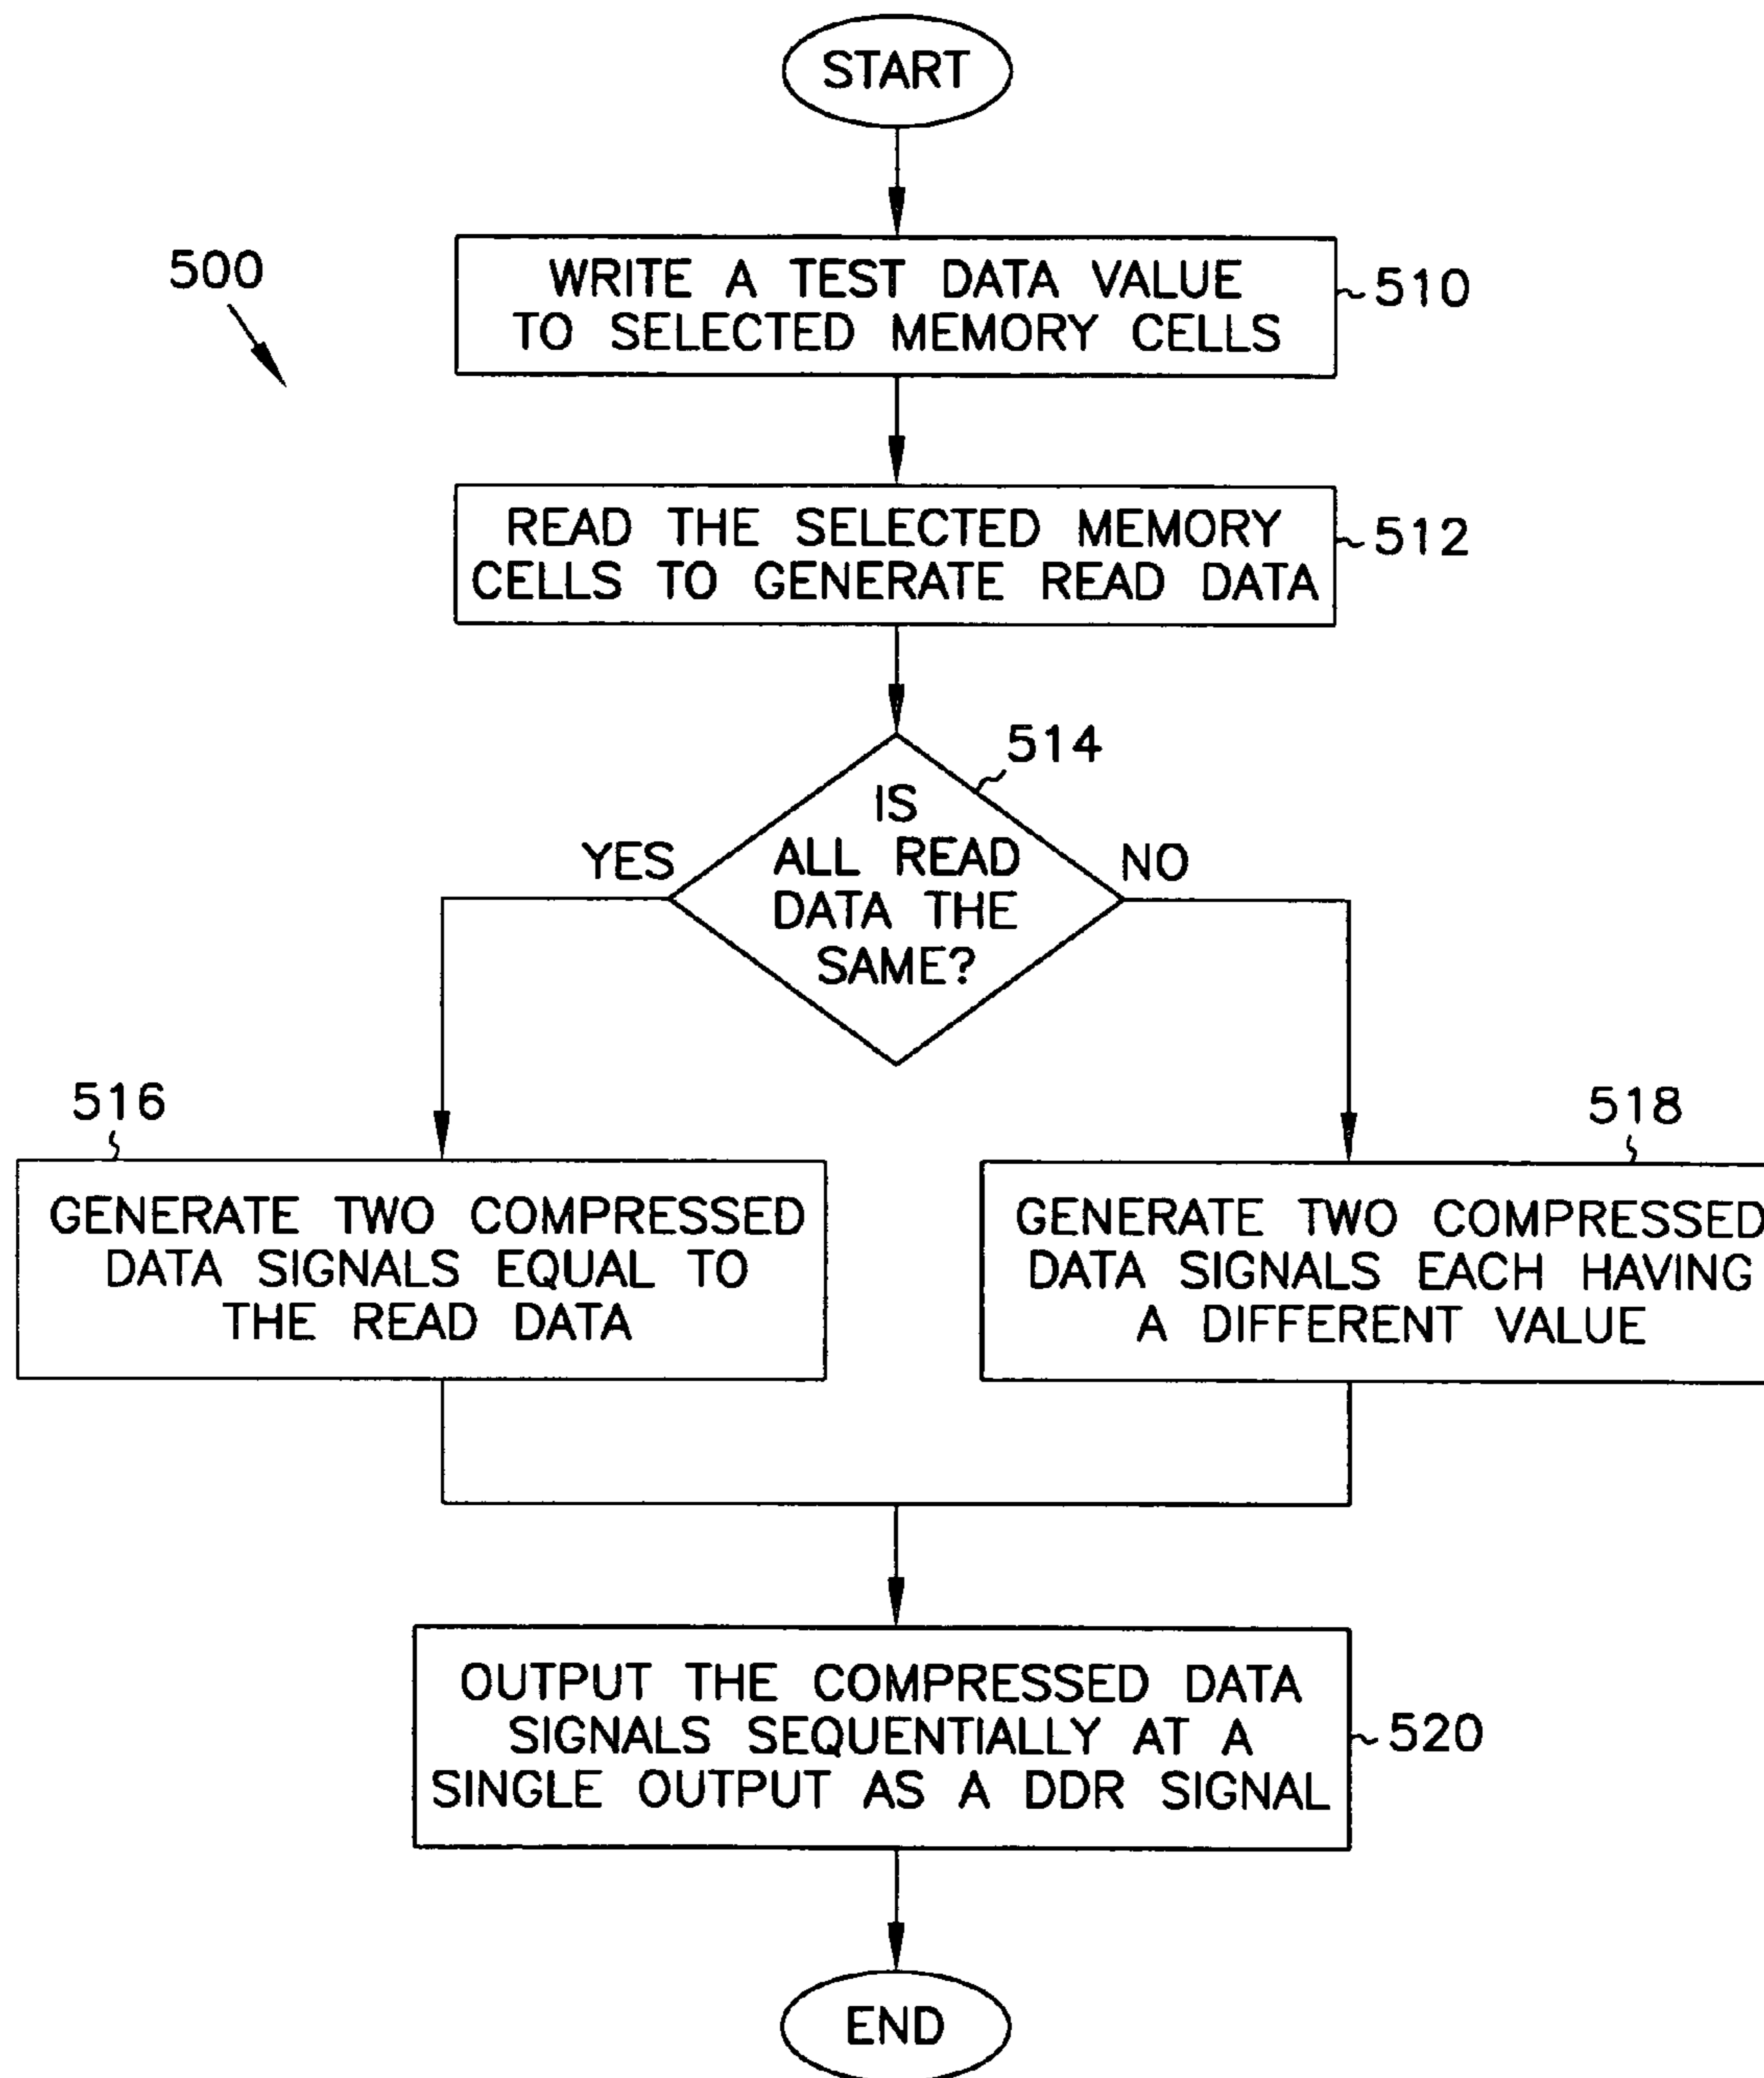 START
500
WRITE A TEST DATA VALUE
TO SELECTED MEMORY CELLS
510
READ THE SELECTED MEMORY
CELLS TO GENERATE READ DATA
512
514
IS
ALL READ
DATA THE
SAME?
YES
NO
516
GENERATE TWO COMPRESSED
DATA SIGNALS EQUAL TO
THE READ DATA
518
GENERATE TWO COMPRESSED
DATA SIGNALS EACH HAVING
A DIFFERENT VALUE
OUTPUT THE COMPRESSED DATA
SIGNALS SEQUENTIALLY AT A
SINGLE OUTPUT AS A DDR SIGNAL
520
END